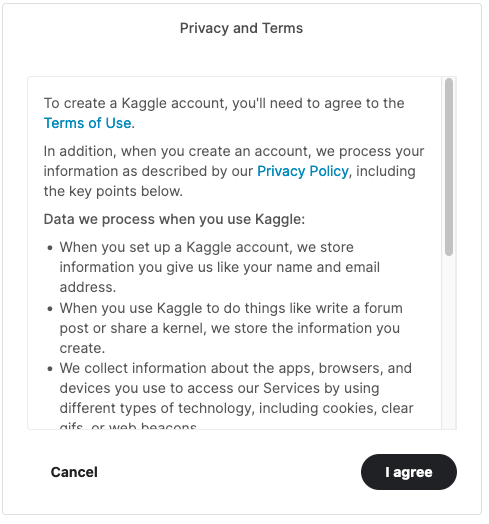 Privacy and Terms
To create a Kaggle account, you'll need to agree to the
Terms of Use.
In addition, when you create an account, we process your
information as described by our Privacy Policy, including
the key points below.
Data we process when you use Kaggle:
• When you set up a Kaggle account, we store
information you give us like your name and email
address.
• When you use Kaggle to do things like write a forum
post or share a kernel, we store the information you
create.
• We collect information about the apps, browsers, and
devices you use to access our Services by using
different types of technology, including cookies, clear
gifs, or web beacons
Cancel
I agree